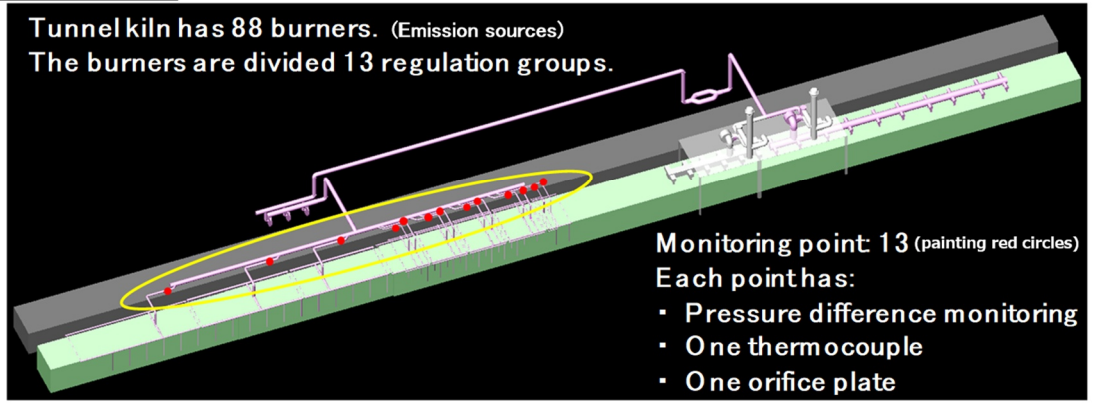 Tunnel kiln has 88 burners. (Emission sources)
The burners are divided 13 regulation groups.
Monitoring point: 13 (painting red circles)
Each point has:
・ Pressure difference monitoring
・ One thermocouple
・ One orifice plate